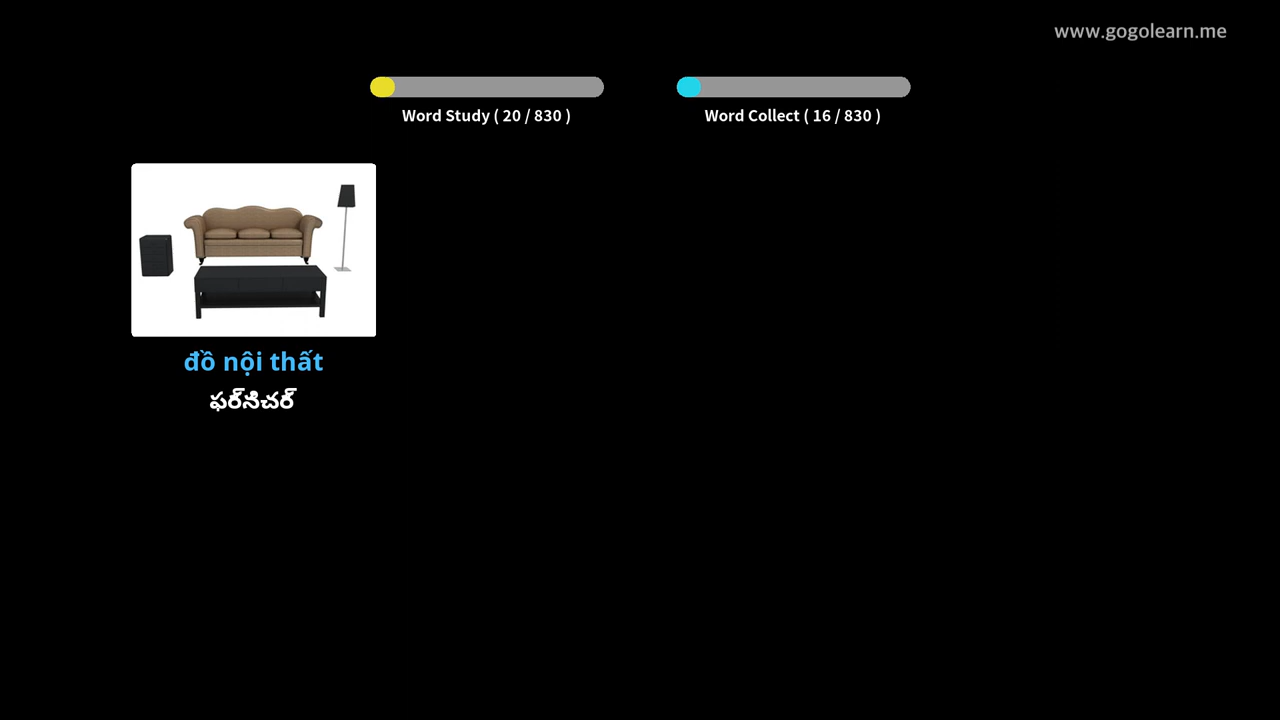 www.gogolearn.me
Word Study ( 20 / 830 )
Word Collect ( 16 / 830 )
đồ nội thất
ఫర్నిచర్